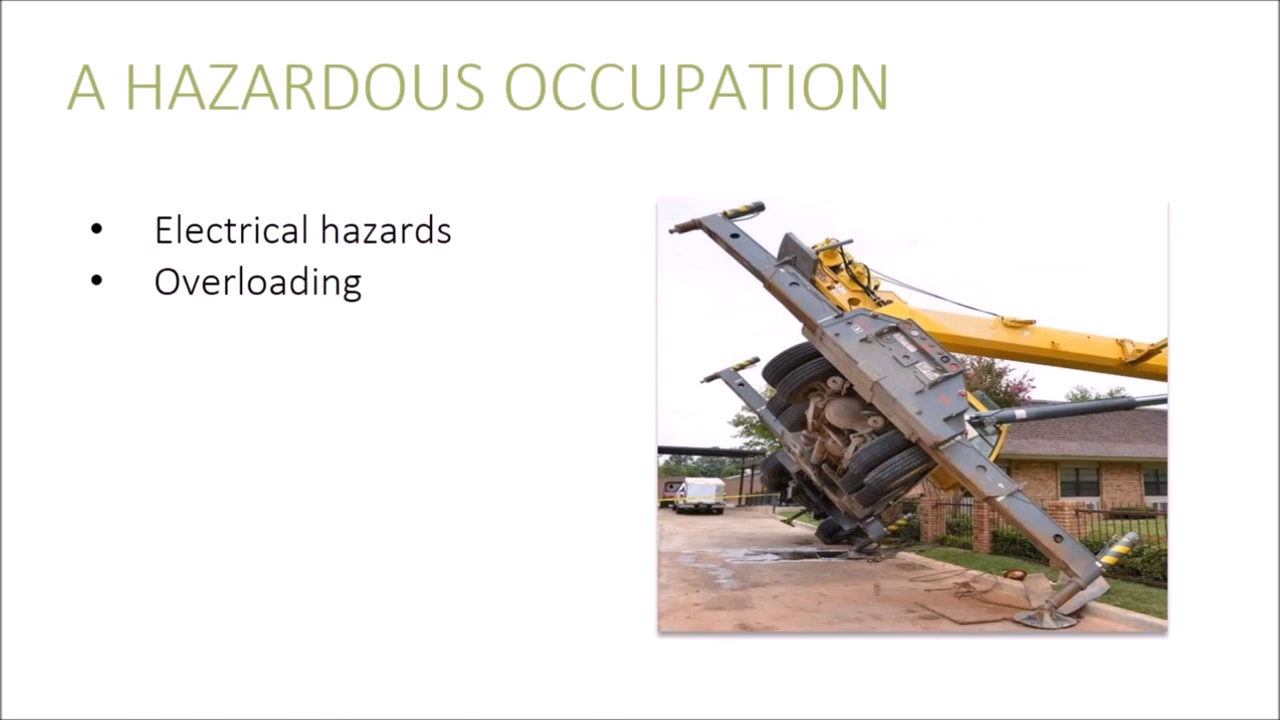 A HAZARDOUS OCCUPATION
• Electrical hazards
• Overloading